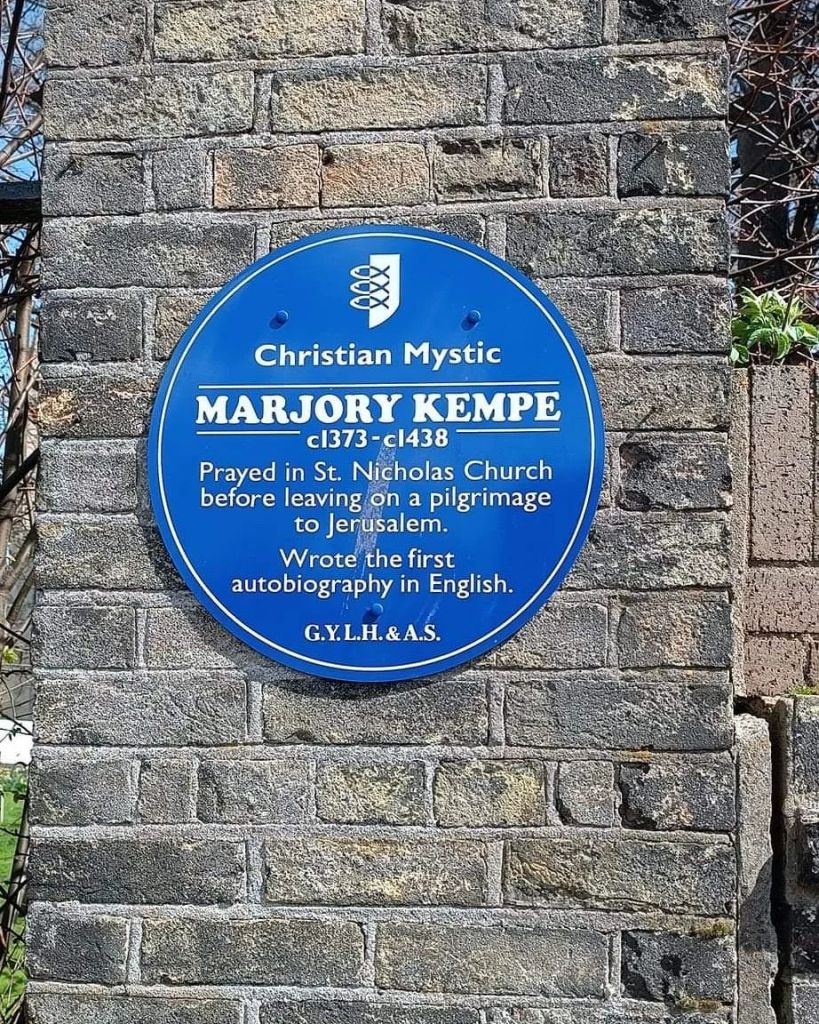 Christian Mystic
MARJORY KEMPE
c1373-c1438
Prayed in St. Nicholas Church
before leaving on a pilgrimage
to Jerusalem.
Wrote the first
autobiography in English.
G.Y.L.H.&A.S.